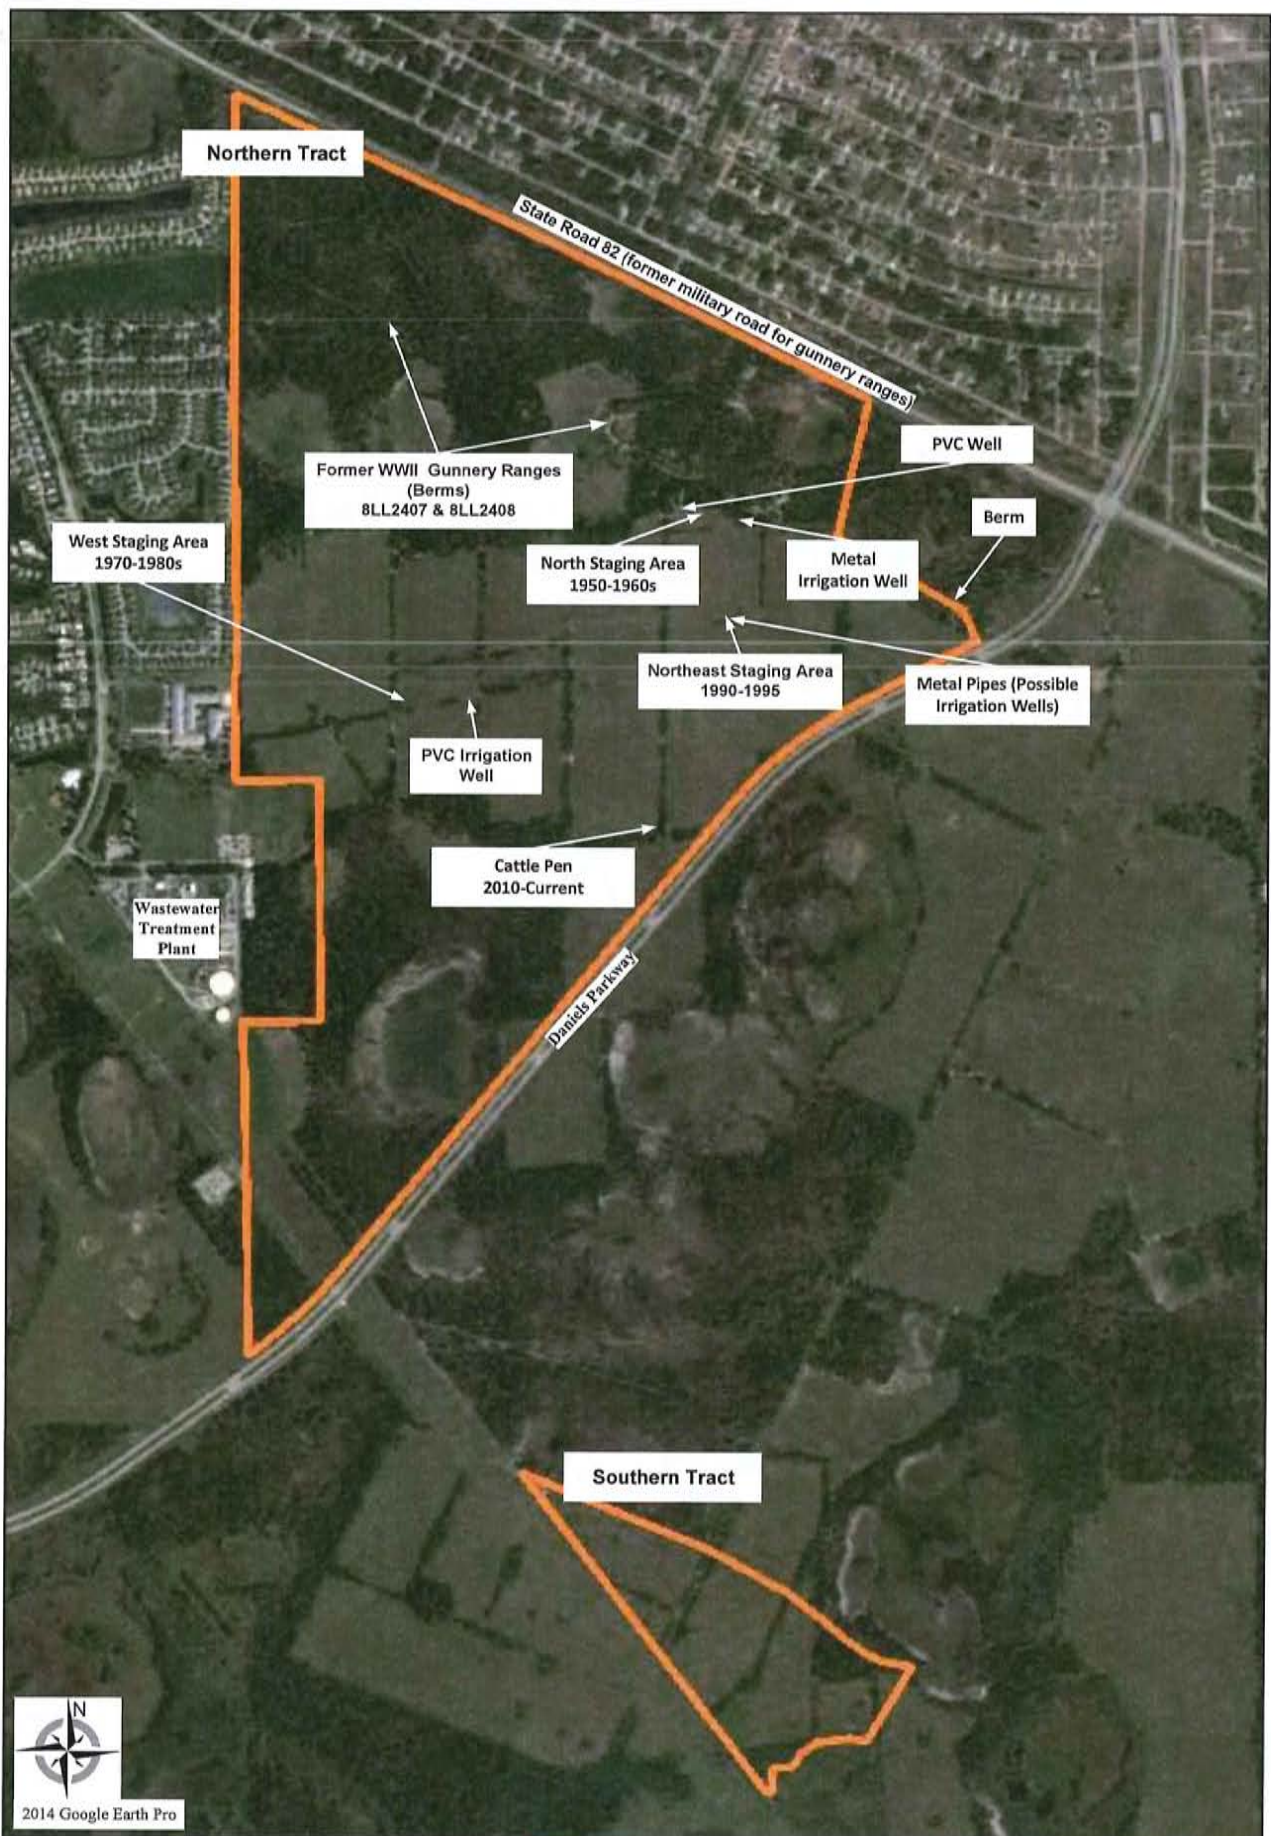 Northern Tract
State Road 82 (former military road for gunnery ranges)
PVC Well
Former WWII Gunnery Ranges
(Berms)
8LL2407 & 8LL2408
Berm
West Staging Area
1970-1980s
North Staging Area
1950-1960s
Metal
Irrigation Well
Northeast Staging Area
1990-1995
Metal Pipes (Possible
Irrigation Wells)
PVC Irrigation
Well
Cattle Pen
2010-Current
Wastewater
Treatment
Plant
Daniels Parkway
Southern Tract
N
2014 Google Earth Pro